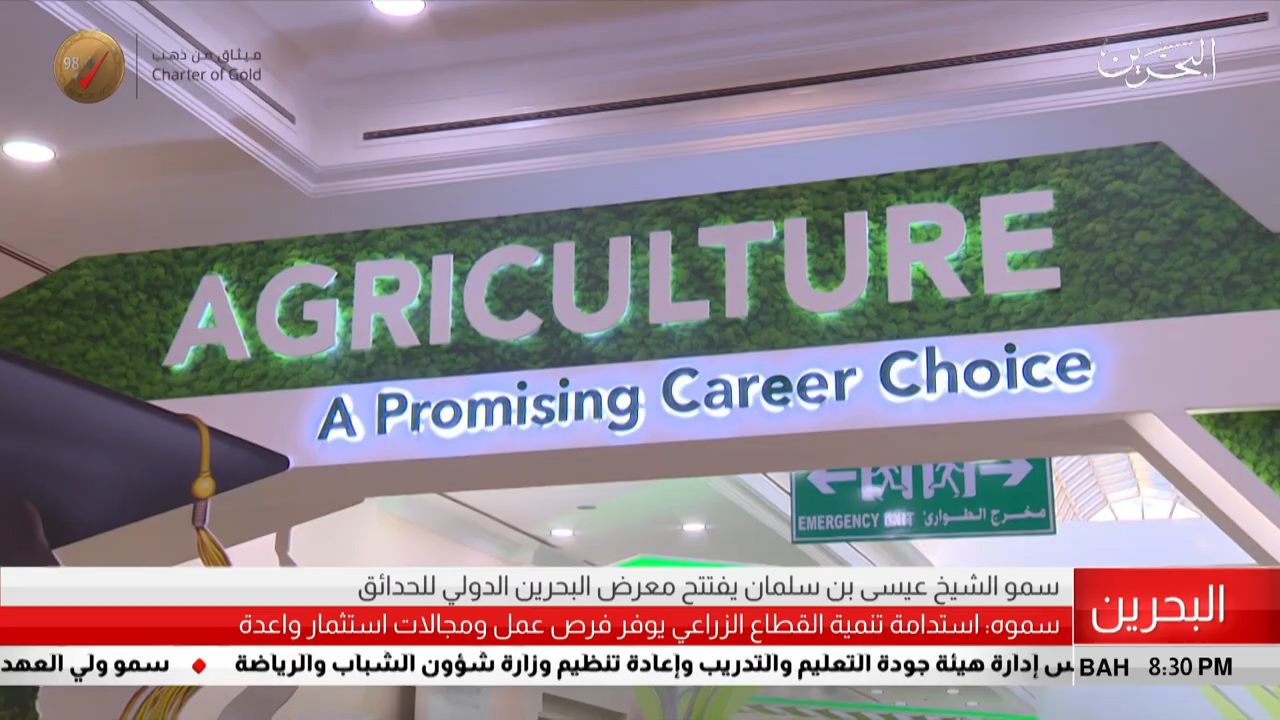 98
ميثاق من ذهب
Charter of Gold
البحرين
AGRICULTURE
A Promising Career Choice
EMERGENCY EXIT مخرج الطوارئ
سمو الشيخ عيسى بن سلمان يفتتح معرض البحرين الدولي للحدائق
سموه: استدامة تنمية القطاع الزراعي يوفر فرص عمل ومجالات استثمار واعدة
البحرين
س إدارة هيئة جودة التعليم والتدريب وإعادة تنظيم وزارة شؤون الشباب والرياضة ♦ سمو ولي العهد
BAH 8:30 PM